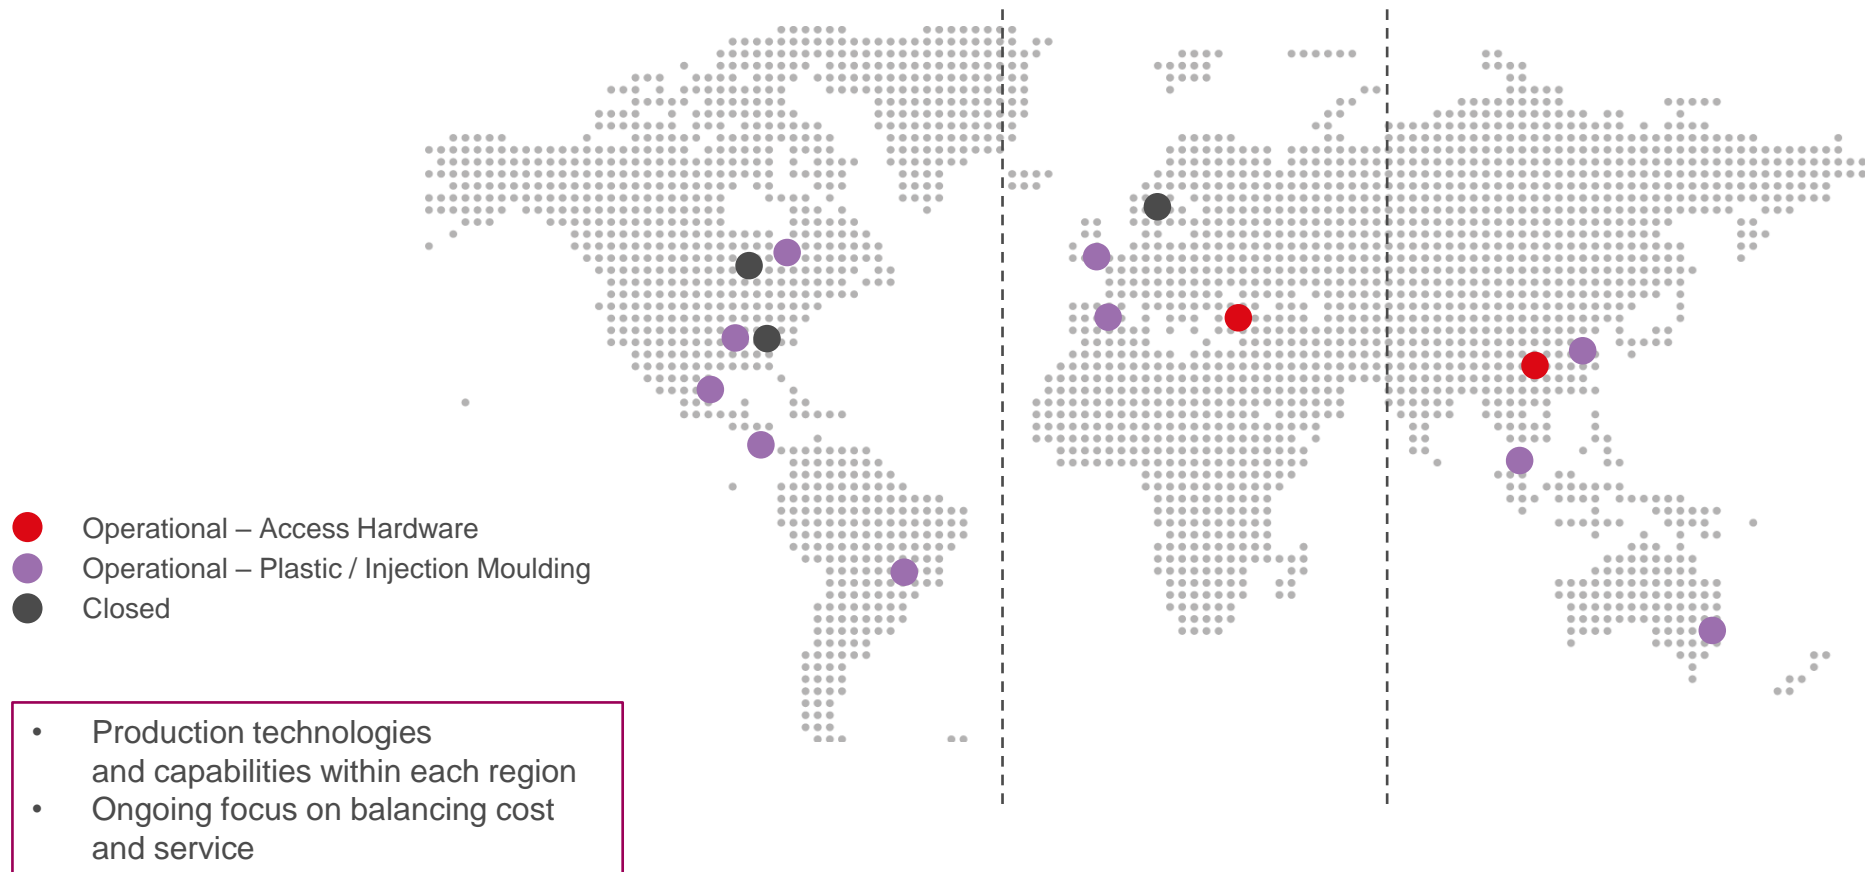 Operational – Access Hardware
Operational – Plastic / Injection Moulding
Closed
• Production technologies
and capabilities within each region
• Ongoing focus on balancing cost
and service